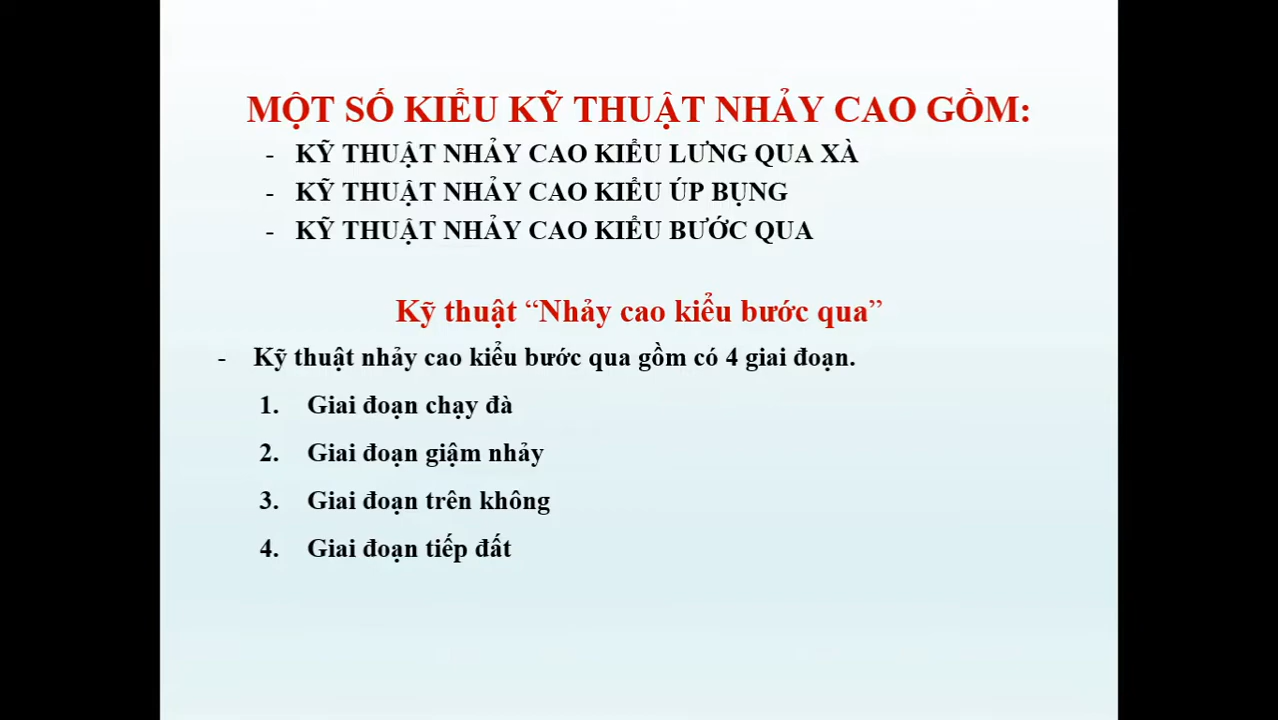 MỘT SỐ KIỂU KỸ THUẬT NHẢY CAO GỒM:
- KỸ THUẬT NHẢY CAO KIỂU LƯNG QUA XÀ
- KỸ THUẬT NHẢY CAO KIỂU ÚP BỤNG
- KỸ THUẬT NHẢY CAO KIỂU BƯỚC QUA
Kỹ thuật “Nhảy cao kiểu bước qua”
- Kỹ thuật nhảy cao kiểu bước qua gồm có 4 giai đoạn.
1. Giai đoạn chạy đà
2. Giai đoạn giậm nhảy
3. Giai đoạn trên không
4. Giai đoạn tiếp đất